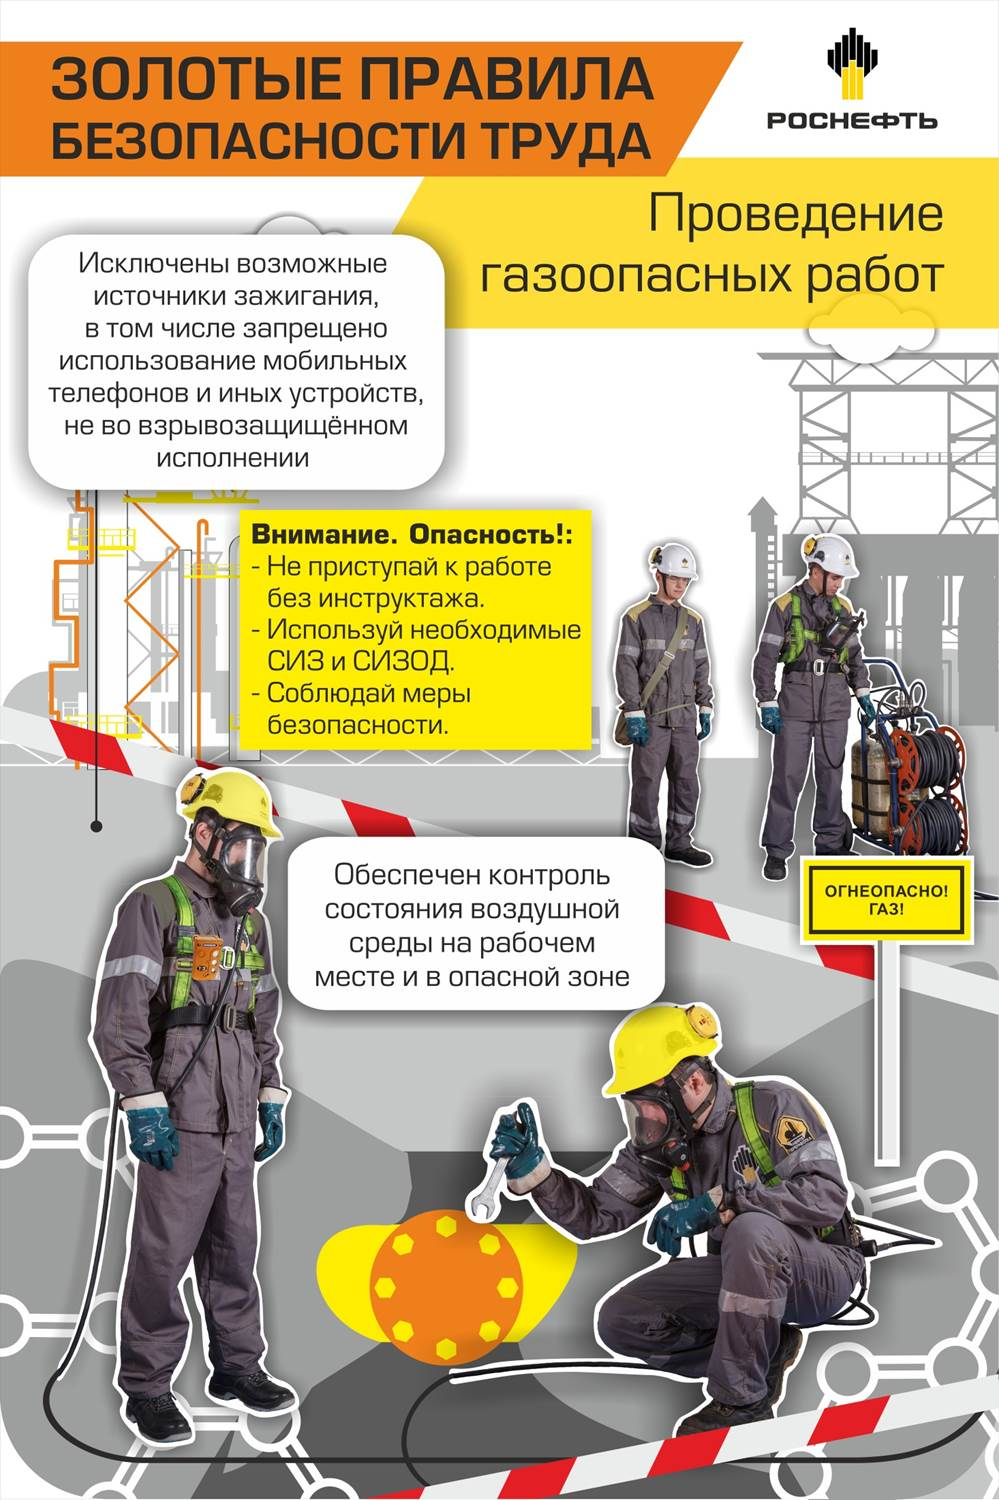 ЗОЛОТЫЕ ПРАВИЛА
БЕЗОПАСНОСТИ ТРУДА
РОСНЕФТЬ
Проведение
газоопасных работ
Исключены возможные
источники зажигания,
в том числе запрещено
использование мобильных
телефонов и иных устройств,
не во взрывозащищённом
исполнении
Внимание. Опасность!:
- Не приступай к работе
без инструктажа.
- Используй необходимые
СИЗ и СИЗОД.
- Соблюдай меры
безопасности.
Обеспечен контроль
состояния воздушной
среды на рабочем
месте и в опасной зоне
ОГНЕОПАСНО!
ГАЗ!